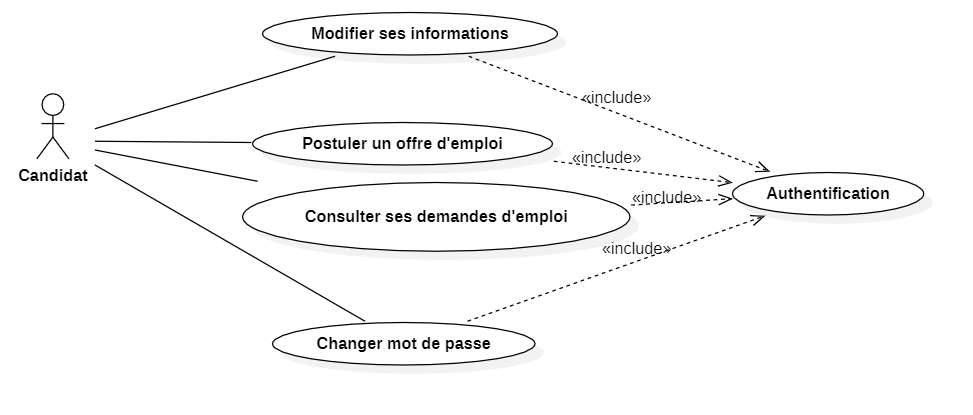 Modifier ses informations
«include»
Postuler un offre d'emploi
«include»
Candidat
Authentification
«include»
Consulter ses demandes d'emploi
«include»
Changer mot de passe